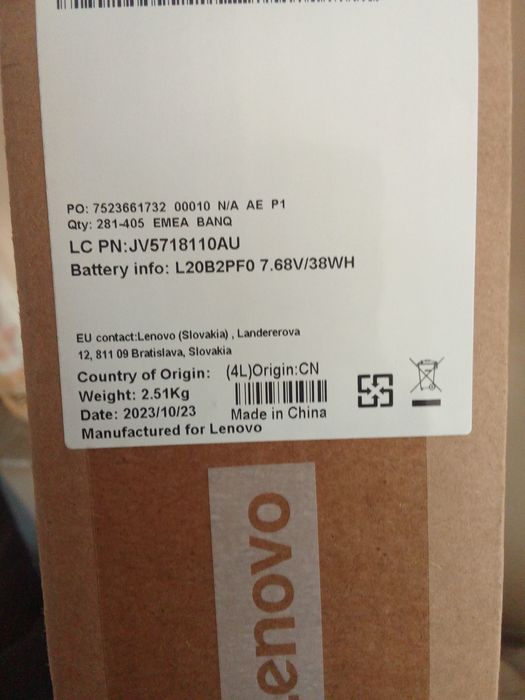 PO: 7523661732 00010 N/A AE P1
Qty: 281-405 EMEA BANQ
LC PN:JV5718110AU
Battery info: L20B2PF0 7.68V/38WH
EU contact:Lenovo (Slovakia) , Landererova
12, 811 09 Bratislava, Slovakia
Country of Origin: (4L)Origin:CN
Weight: 2.51Kg
Date: 2023/10/23 Made in China
Manufactured for Lenovo
enovo